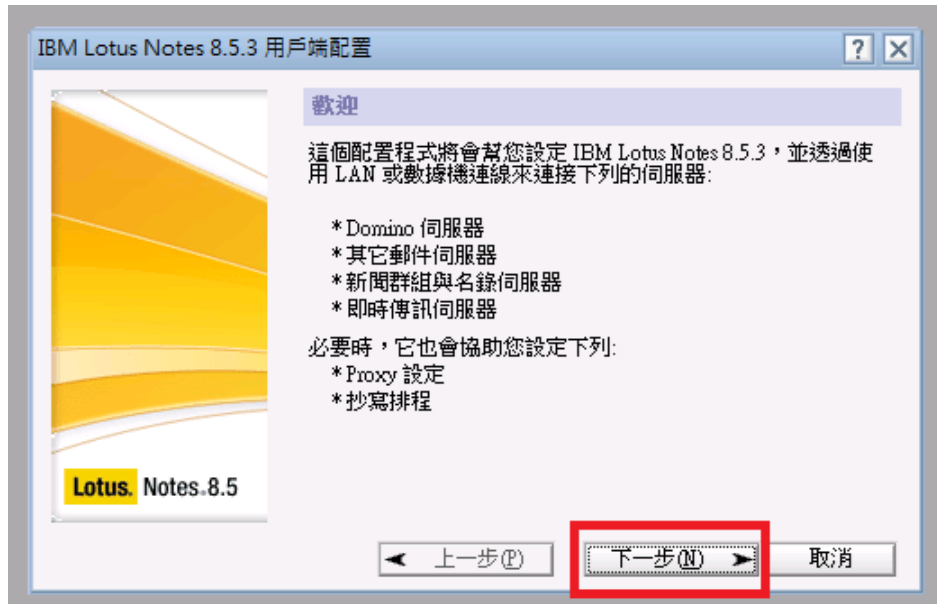 IBM Lotus Notes 8.5.3 用戶端配置
歡迎
這個配置程式將會幫您設定 IBM Lotus Notes 8.5.3，並透過使
用 LAN 或數據機連線來連接下列的伺服器:
*Domino 伺服器
*其它郵件伺服器
*新聞群組與名錄伺服器
*即時傳訊伺服器
必要時，它也會協助您設定下列:
*Proxy 設定
*抄寫排程
Lotus. Notes.8.5
上一步(P)
下一步(N)
取消